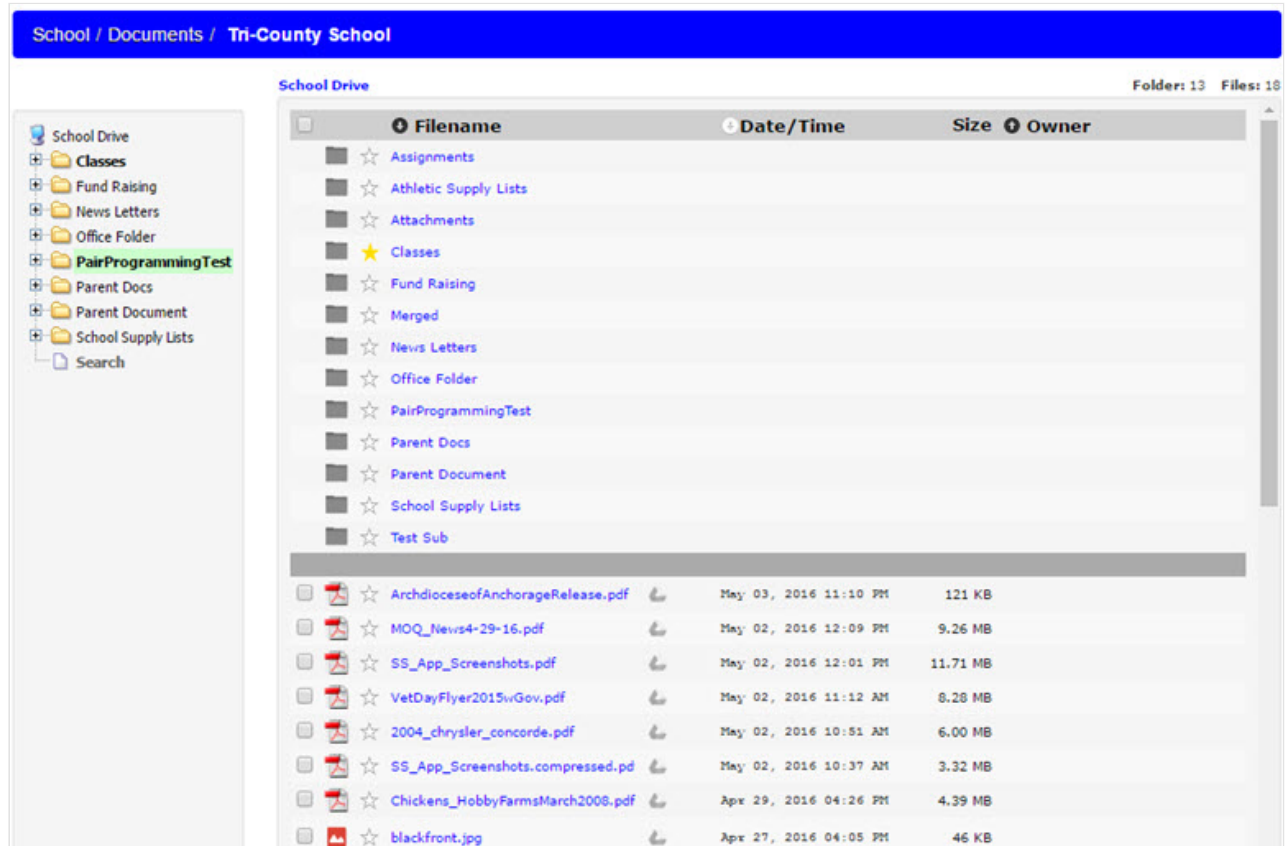 School / Documents / Tri-County School
School Drive
Folder: 13 Files: 18
School Drive
Classes
Fund Raising
News Letters
Office Folder
PairProgrammingTest
Parent Docs
Parent Document
School Supply Lists
Search
Filename Date/Time Size Owner
Assignments
Athletic Supply Lists
Attachments
Classes
Fund Raising
Merged
News Letters
Office Folder
PairProgrammingTest
Parent Docs
Parent Document
School Supply Lists
Test Sub
ArchdioceseofAnchorageRelease.pdf May 03, 2016 11:10 PM 121 KB
MOQ_News4-29-16.pdf May 02, 2016 12:09 PM 9.26 MB
SS_App_Screenshots.pdf May 02, 2016 12:01 PM 11.71 MB
VetDayFlyer2015wGov.pdf May 02, 2016 11:12 AM 8.28 MB
2004_chrysler_concorde.pdf May 02, 2016 10:51 AM 6.00 MB
SS_App_Screenshots.compressed.pd May 02, 2016 10:37 AM 3.32 MB
Chickens_HobbyFarmsMarch2008.pdf Apr 29, 2016 04:26 PM 4.39 MB
blackfront.jpg Apr 27, 2016 04:05 PM 46 KB